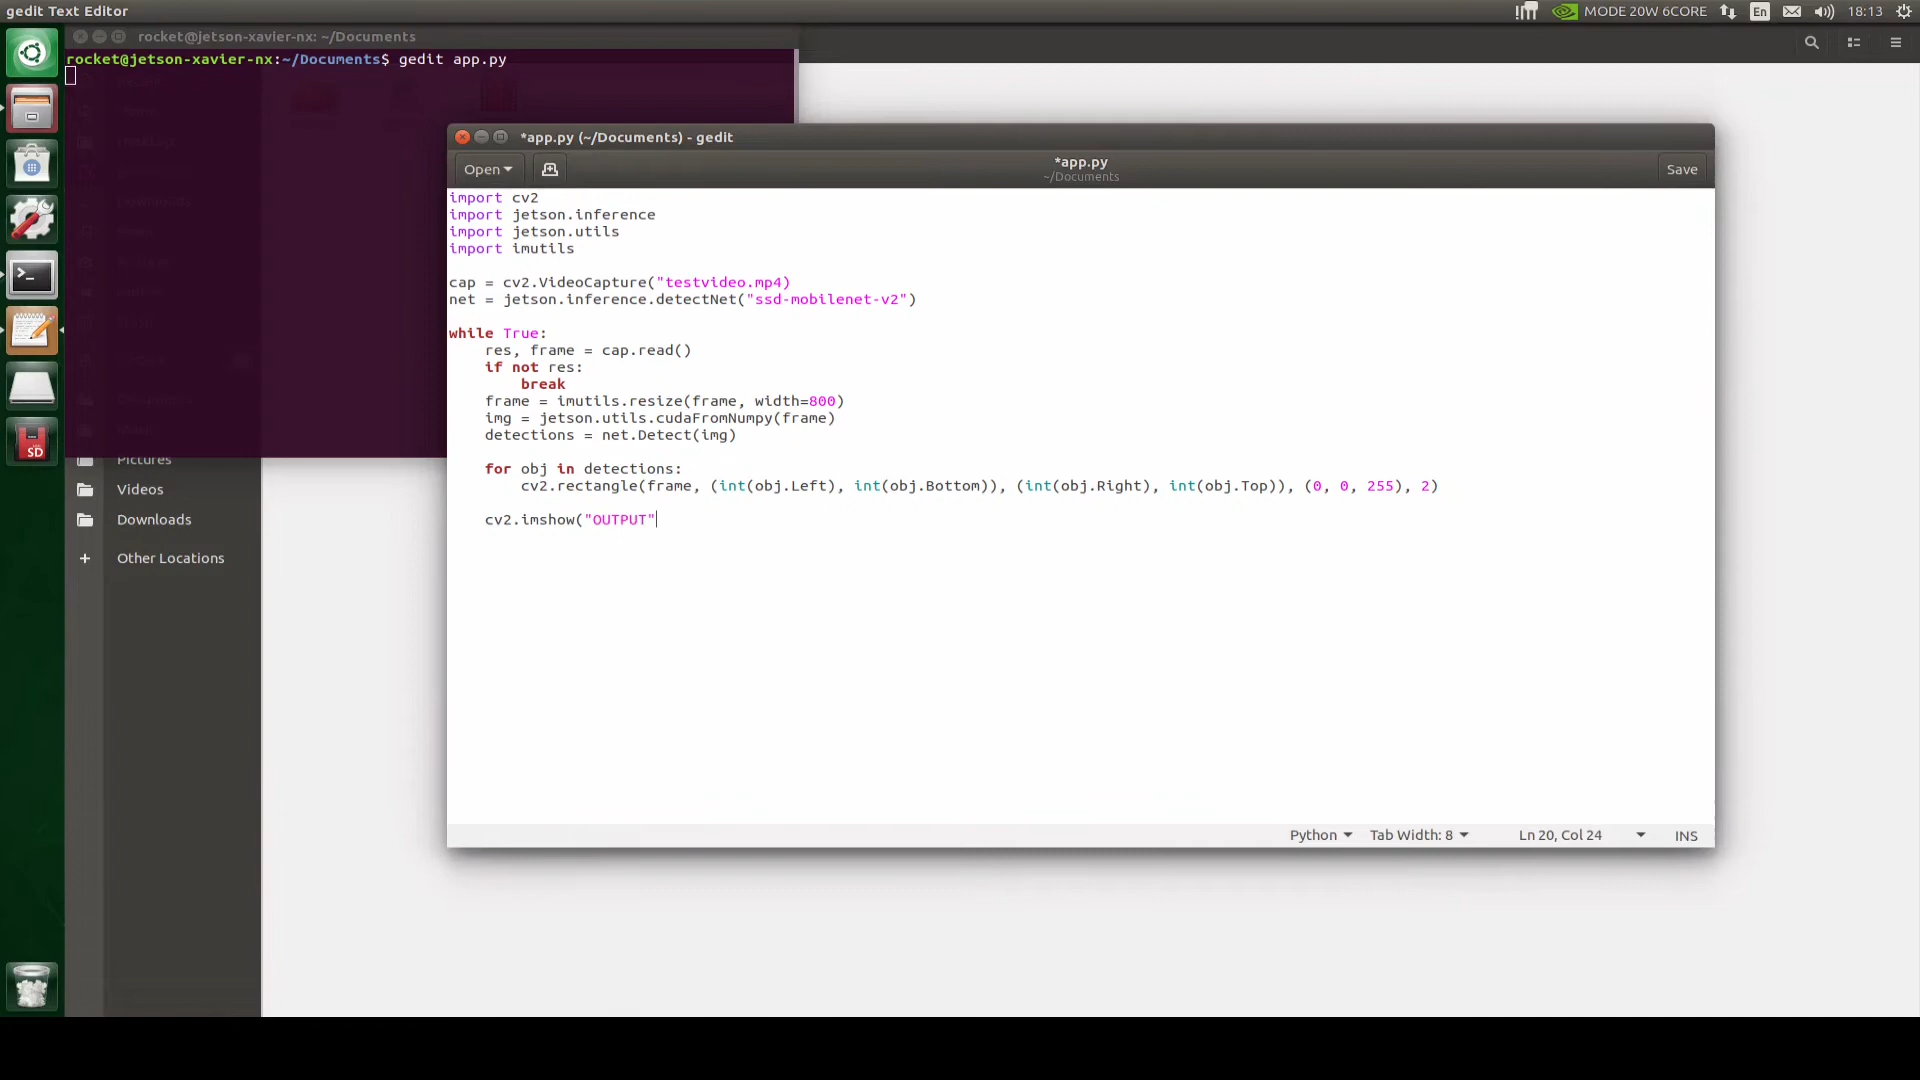 gedit Text Editor
MODE 20W 6CORE
En
18:13
rocket@jetson-xavier-nx: ~/Documents
rocket@jetson-xavier-nx:~/Documents$ gedit app.py
*app.py (~/Documents) - gedit
Open
*app.py
~/Documents
Save
import cv2
import jetson.inference
import jetson.utils
import imutils
cap = cv2.VideoCapture("testvideo.mp4)
net = jetson.inference.detectNet("ssd-mobilenet-v2")
while True:
    res, frame = cap.read()
    if not res:
        break
    frame = imutils.resize(frame, width=800)
    img = jetson.utils.cudaFromNumpy(frame)
    detections = net.Detect(img)
    for obj in detections:
        cv2.rectangle(frame, (int(obj.Left), int(obj.Bottom)), (int(obj.Right), int(obj.Top)), (0, 0, 255), 2)
    cv2.imshow("OUTPUT"
Python
Tab Width: 8
Ln 20, Col 24
INS
Pictures
Videos
Downloads
+ Other Locations
SD